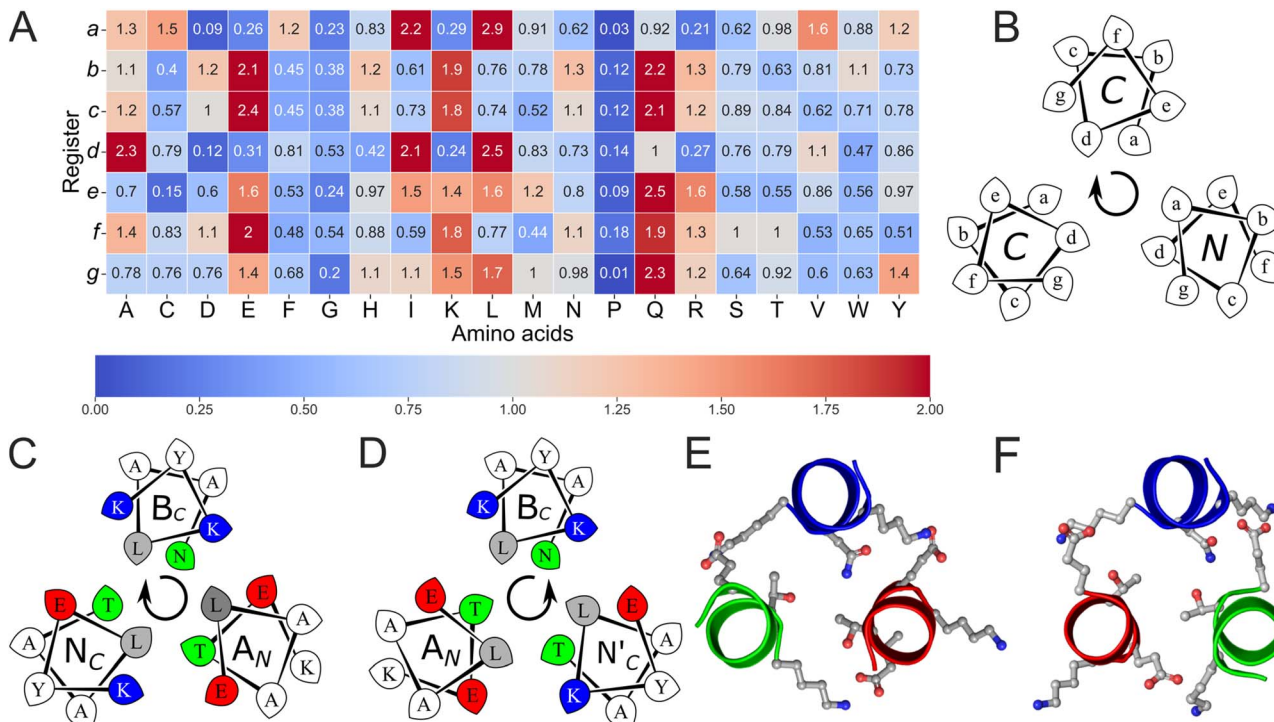 A
Register
a 1.3 1.5 0.09 0.26 1.2 0.23 0.83 2.2 0.29 2.9 0.91 0.62 0.03 0.92 0.21 0.62 0.98 1.6 0.88 1.2
b 1.1 0.4 1.2 2.1 0.45 0.38 1.2 0.61 1.9 0.76 0.78 1.3 0.12 2.2 1.3 0.79 0.63 0.81 1.1 0.73
c 1.2 0.57 1 2.4 0.45 0.38 1.1 0.73 1.8 0.74 0.52 1.1 0.12 2.1 1.2 0.89 0.84 0.62 0.71 0.78
d 2.3 0.79 0.12 0.31 0.81 0.53 0.42 2.1 0.24 2.5 0.83 0.73 0.14 1 0.27 0.76 0.79 1.1 0.47 0.86
e 0.7 0.15 0.6 1.6 0.53 0.24 0.97 1.5 1.4 1.6 1.2 0.8 0.09 2.5 1.6 0.58 0.55 0.86 0.56 0.97
f 1.4 0.83 1.1 2 0.48 0.54 0.88 0.59 1.8 0.77 0.44 1.1 0.18 1.9 1.3 1 1 0.53 0.65 0.51
g 0.78 0.76 0.76 1.4 0.68 0.2 1.1 1.1 1.5 1.7 1 0.98 0.01 2.3 1.2 0.64 0.92 0.6 0.63 1.4
A C D E F G H I K L M N P Q R S T V W Y
Amino acids
0.00 0.25 0.50 0.75 1.00 1.25 1.50 1.75 2.00
B
f
c b
g C e
d a
e a
b C d
f g
c
a e
b
d N f
g c
C
Y
A A
K B_C K
L N
E T
A N_C L
Y K
A
L E
A
T A_N K
E A
D
Y
A A
K B_C K
L N
E T
A A_N L
K E
A
L E
T N'_C A
K Y
A
E
F